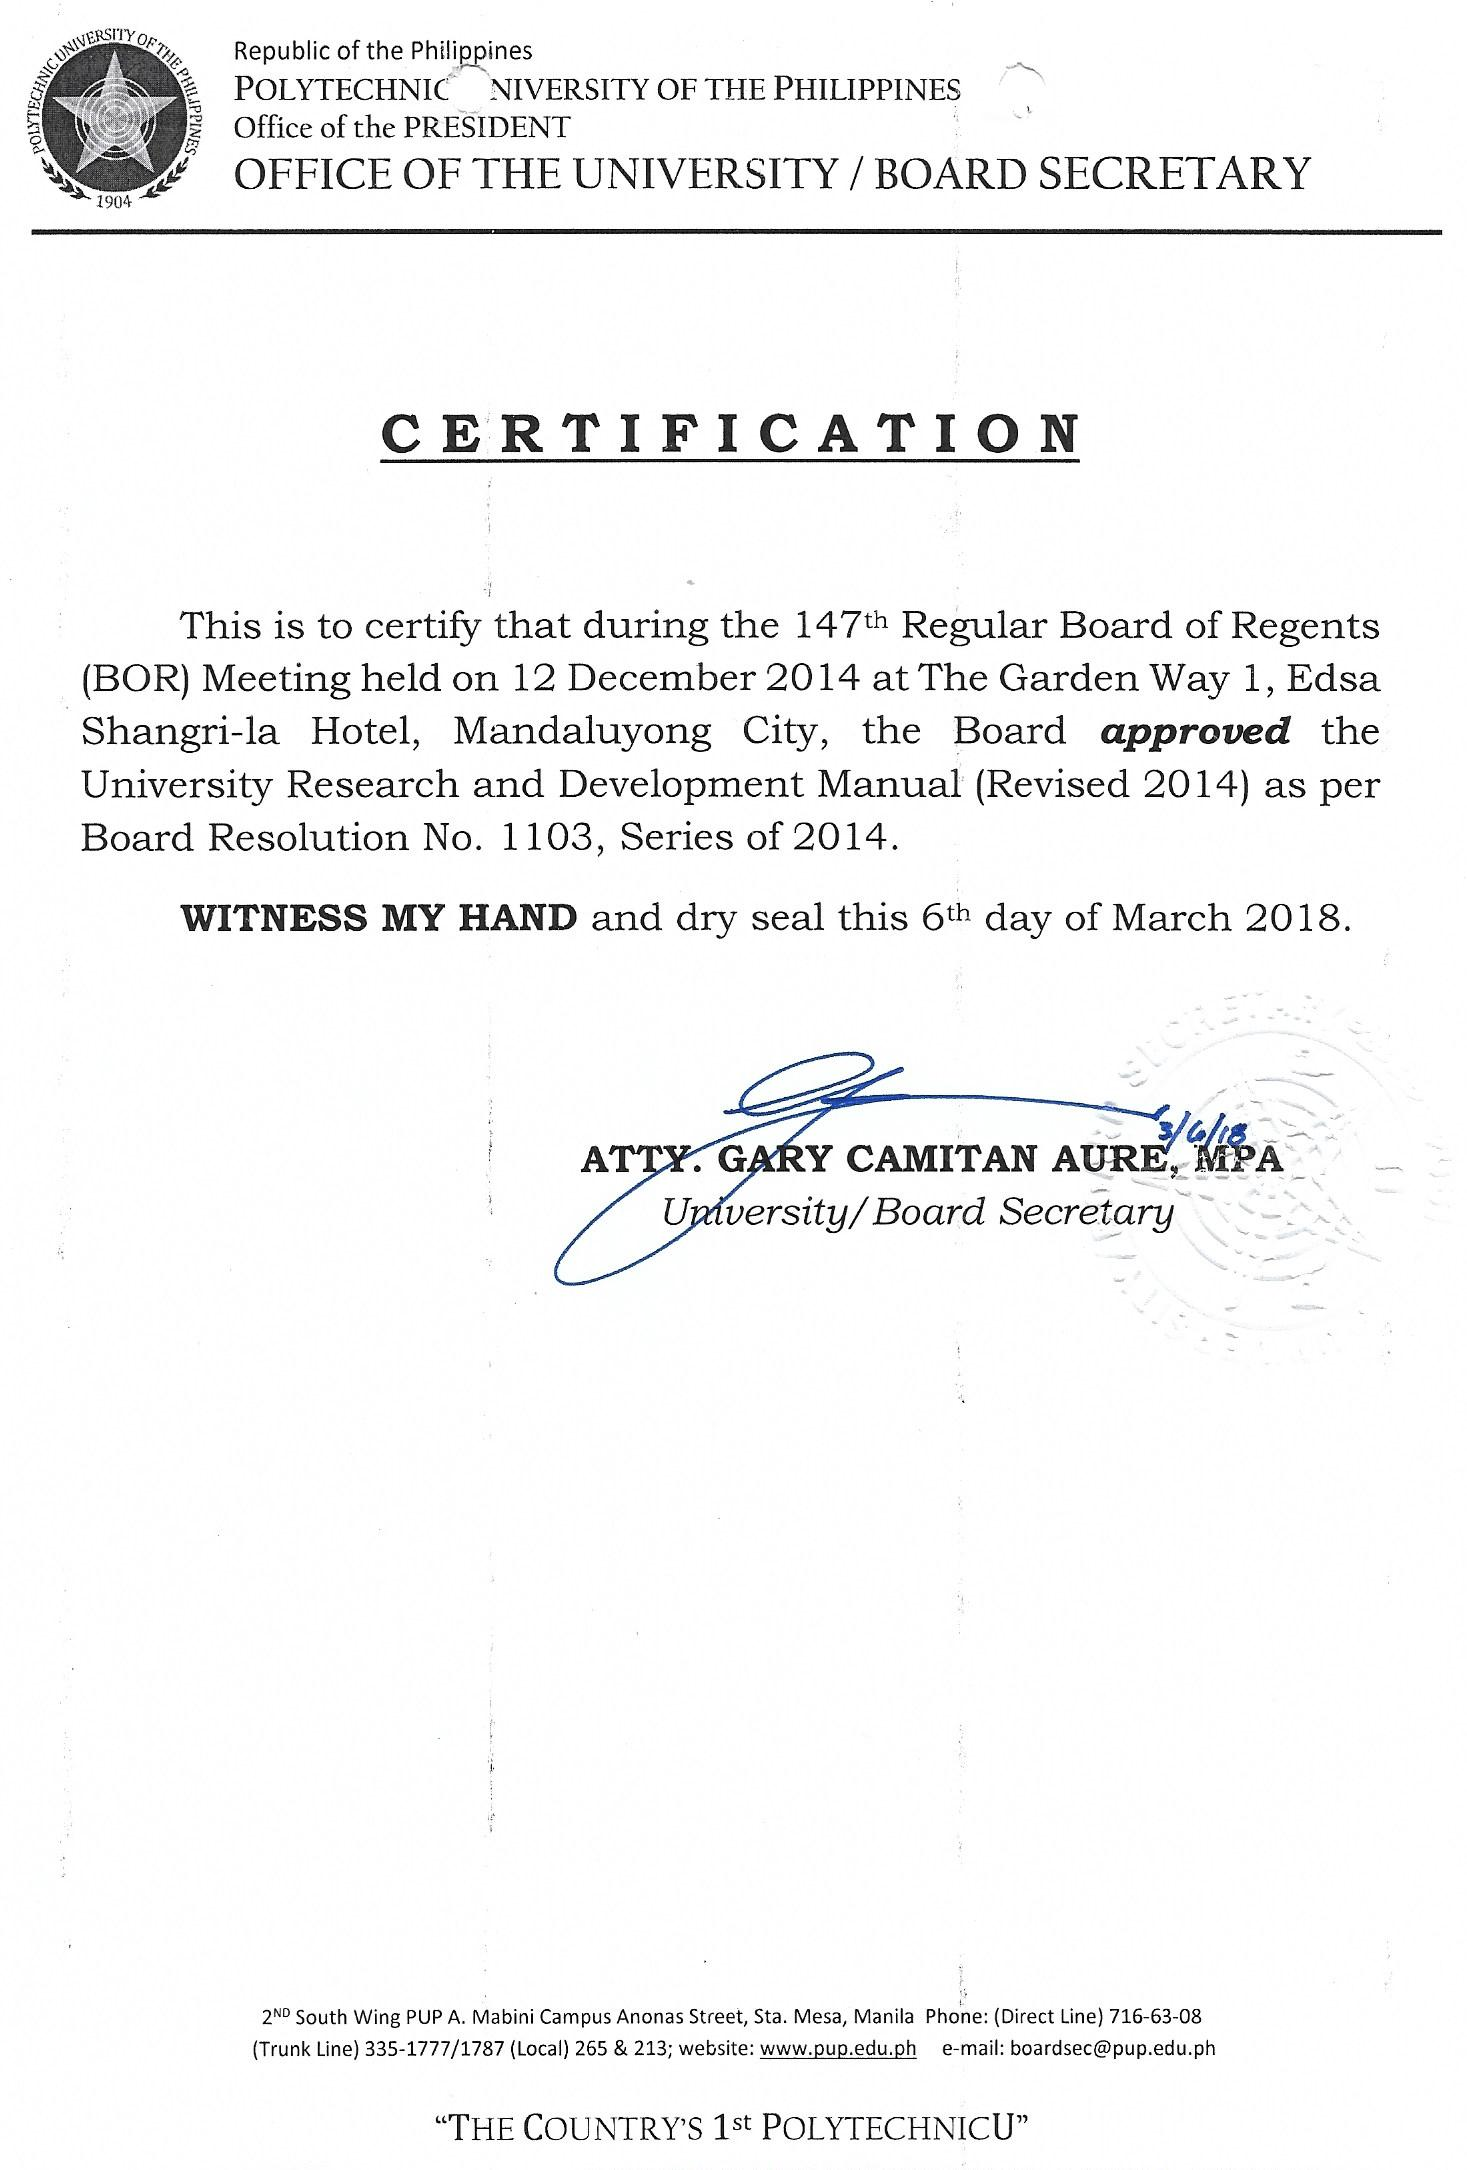 POLYTECHNIC UNIVERSITY OF THE PHILIPPINES
1904
Republic of the Philippines
POLYTECHNIC NIVERSITY OF THE PHILIPPINES
Office of the PRESIDENT
OFFICE OF THE UNIVERSITY / BOARD SECRETARY
CERTIFICATION
This is to certify that during the 147th Regular Board of Regents
(BOR) Meeting held on 12 December 2014 at The Garden Way 1, Edsa
Shangri-la Hotel, Mandaluyong City, the Board approved the
University Research and Development Manual (Revised 2014) as per
Board Resolution No. 1103, Series of 2014.
WITNESS MY HAND and dry seal this 6th day of March 2018.
3/6/18
ATTY. GARY CAMITAN AURE, MPA
University/Board Secretary
2ND South Wing PUP A. Mabini Campus Anonas Street, Sta. Mesa, Manila Phone: (Direct Line) 716-63-08
(Trunk Line) 335-1777/1787 (Local) 265 & 213; website: www.pup.edu.ph e-mail: boardsec@pup.edu.ph
"THE COUNTRY'S 1st POLYTECHNICU"